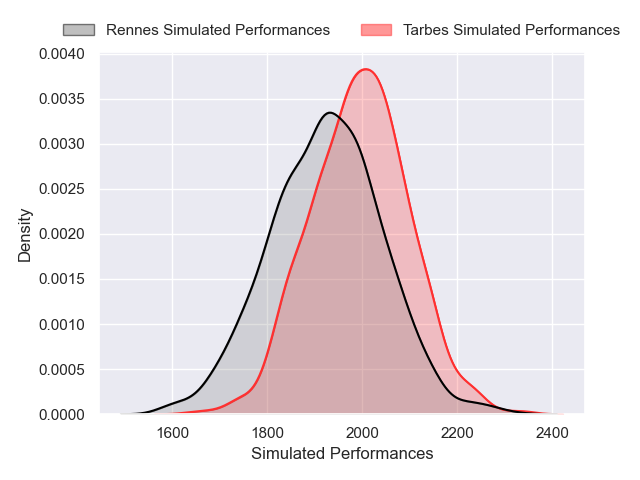 Rennes Simulated Performances Tarbes Simulated Performances
0.0040
0.0035
0.0030
0.0025
0.0020
0.0015
0.0010
0.0005
0.0000
Density
1600 1800 2000 2200 2400
Simulated Performances